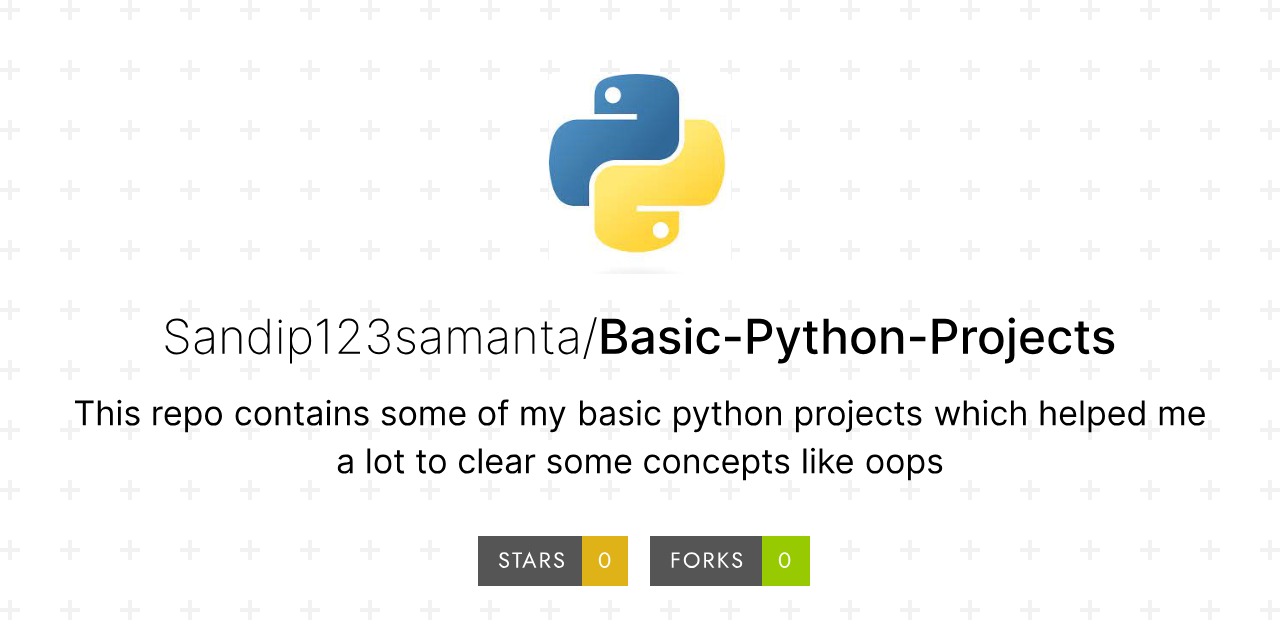 Sandip123samanta/Basic-Python-Projects
This repo contains some of my basic python projects which helped me
a lot to clear some concepts like oops
STARS 0 FORKS 0